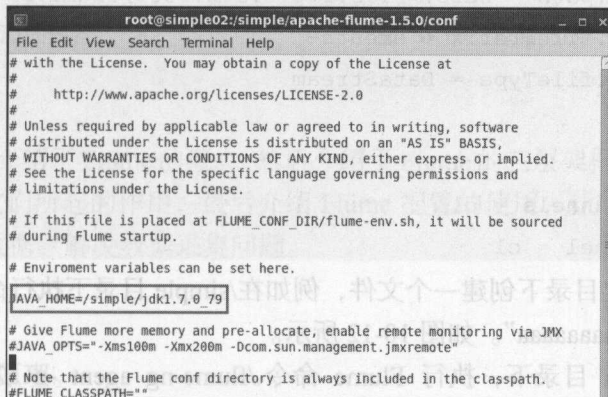 root@simple02:/simple/apache-flume-1.5.0/conf
File Edit View Search Terminal Help
# with the License. You may obtain a copy of the License at
#
# http://www.apache.org/licenses/LICENSE-2.0
#
# Unless required by applicable law or agreed to in writing, software
# distributed under the License is distributed on an "AS IS" BASIS,
# WITHOUT WARRANTIES OR CONDITIONS OF ANY KIND, either express or implied.
# See the License for the specific language governing permissions and
# limitations under the License.
# If this file is placed at FLUME_CONF_DIR/flume-env.sh, it will be sourced
# during Flume startup.
# Enviroment variables can be set here.
JAVA_HOME=/simple/jdk1.7.0_79
# Give Flume more memory and pre-allocate, enable remote monitoring via JMX
#JAVA_OPTS="-Xms100m -Xmx200m -Dcom.sun.management.jmxremote"
# Note that the Flume conf directory is always included in the classpath.
#FLUME_CLASSPATH=""